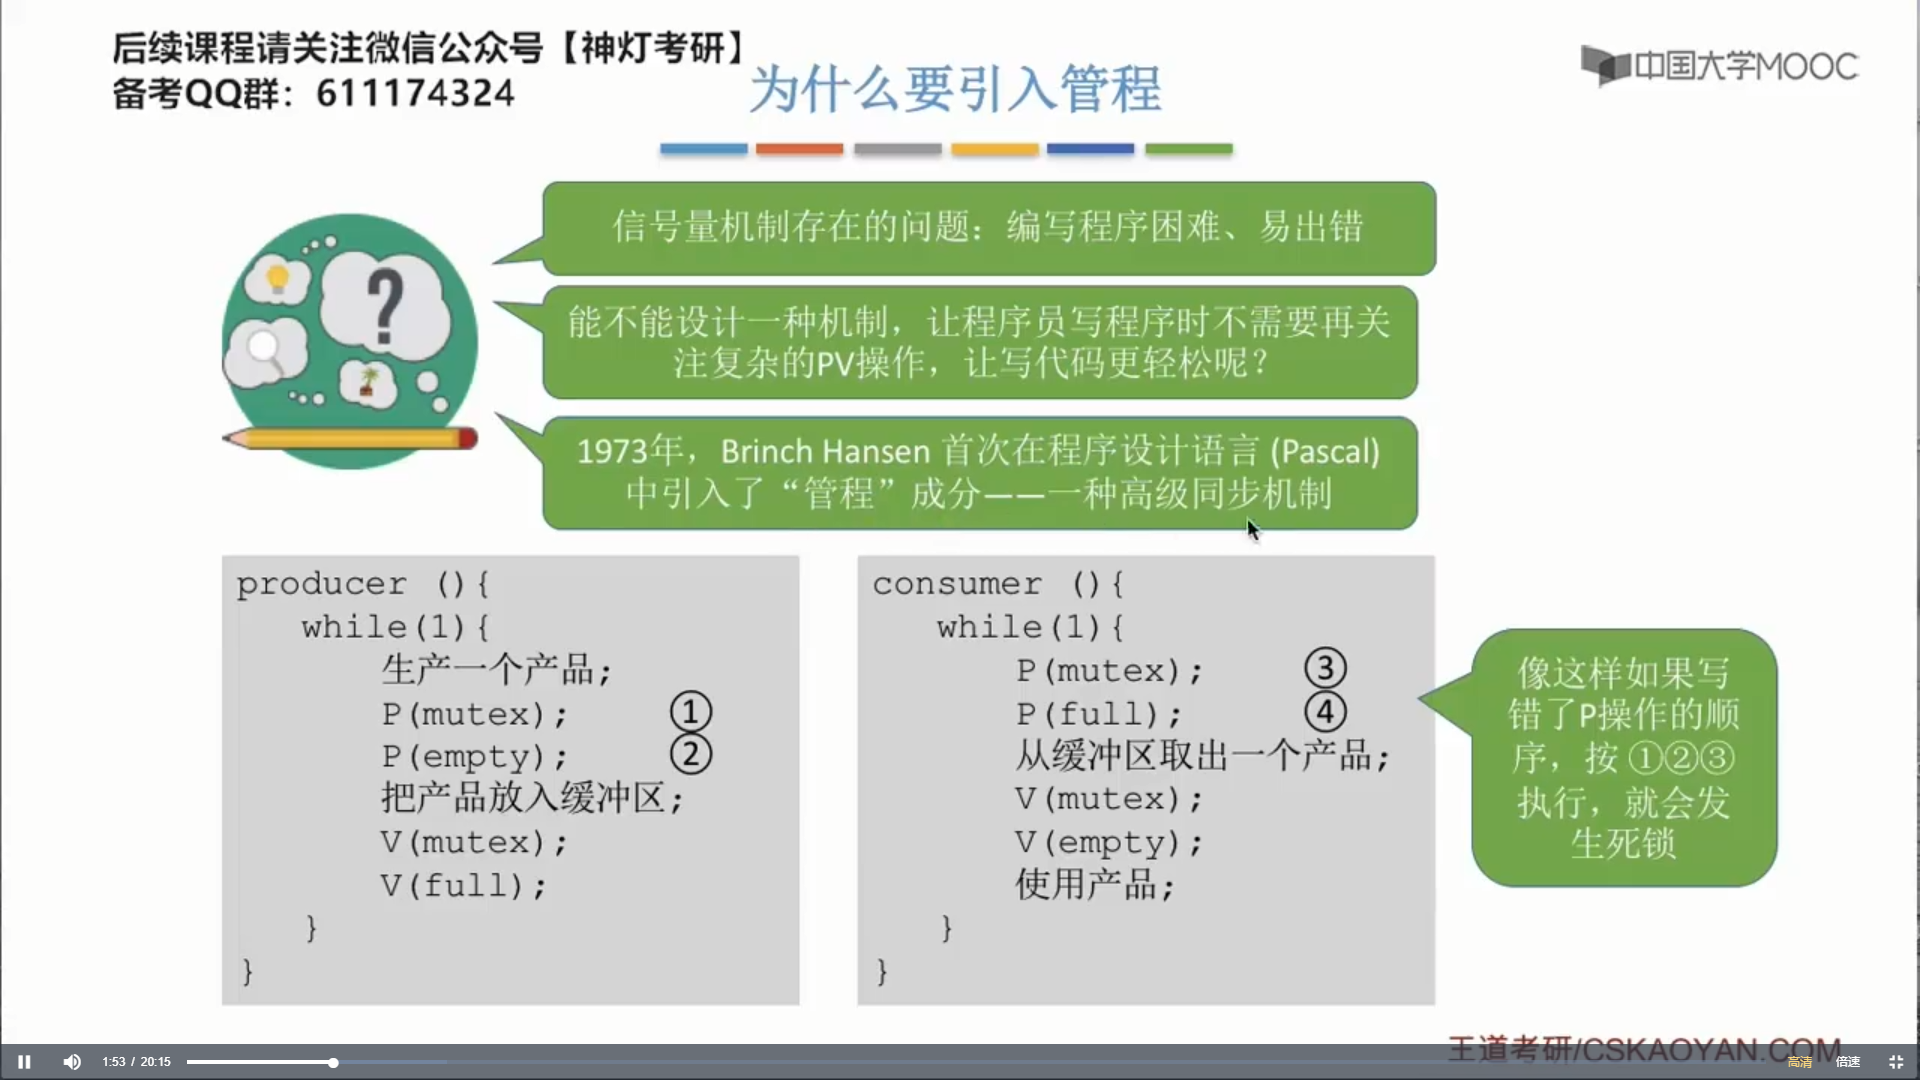 后续课程请关注微信公众号【神灯考研】
备考QQ群：611174324
为什么要引入管程
中国大学MOOC
信号量机制存在的问题：编写程序困难、易出错
能不能设计一种机制，让程序员写程序时不需要再关
注复杂的PV操作，让写代码更轻松呢？
1973年，Brinch Hansen 首次在程序设计语言 (Pascal)
中引入了“管程”成分——一种高级同步机制
?
producer (){
while(1){
生产一个产品;
P(mutex); ①
P(empty); ②
把产品放入缓冲区;
V(mutex);
V(full);
}
}
consumer (){
while(1){
P(mutex); ③
P(full); ④
从缓冲区取出一个产品;
V(mutex);
V(empty);
使用产品;
}
}
像这样如果写
错了P操作的顺
序，按 ①②③
执行，就会发
生死锁
王道考研/CSKAOYAN.COM
1:53 / 20:15
高清
倍速